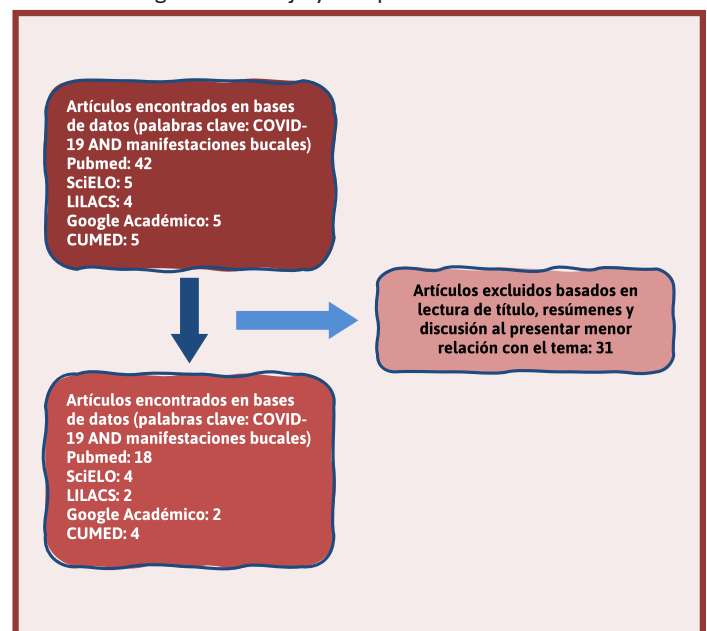 Artículos encontrados en bases
de datos (palabras clave: COVID-
19 AND manifestaciones bucales)
Pubmed: 42
SciELO: 5
LILACS: 4
Google Académico: 5
CUMED: 5
Artículos excluidos basados en
lectura de título, resúmenes y
discusión al presentar menor
relación con el tema: 31
Artículos encontrados en bases
de datos (palabras clave: COVID-
19 AND manifestaciones bucales)
Pubmed: 18
SciELO: 4
LILACS: 2
Google Académico: 2
CUMED: 4